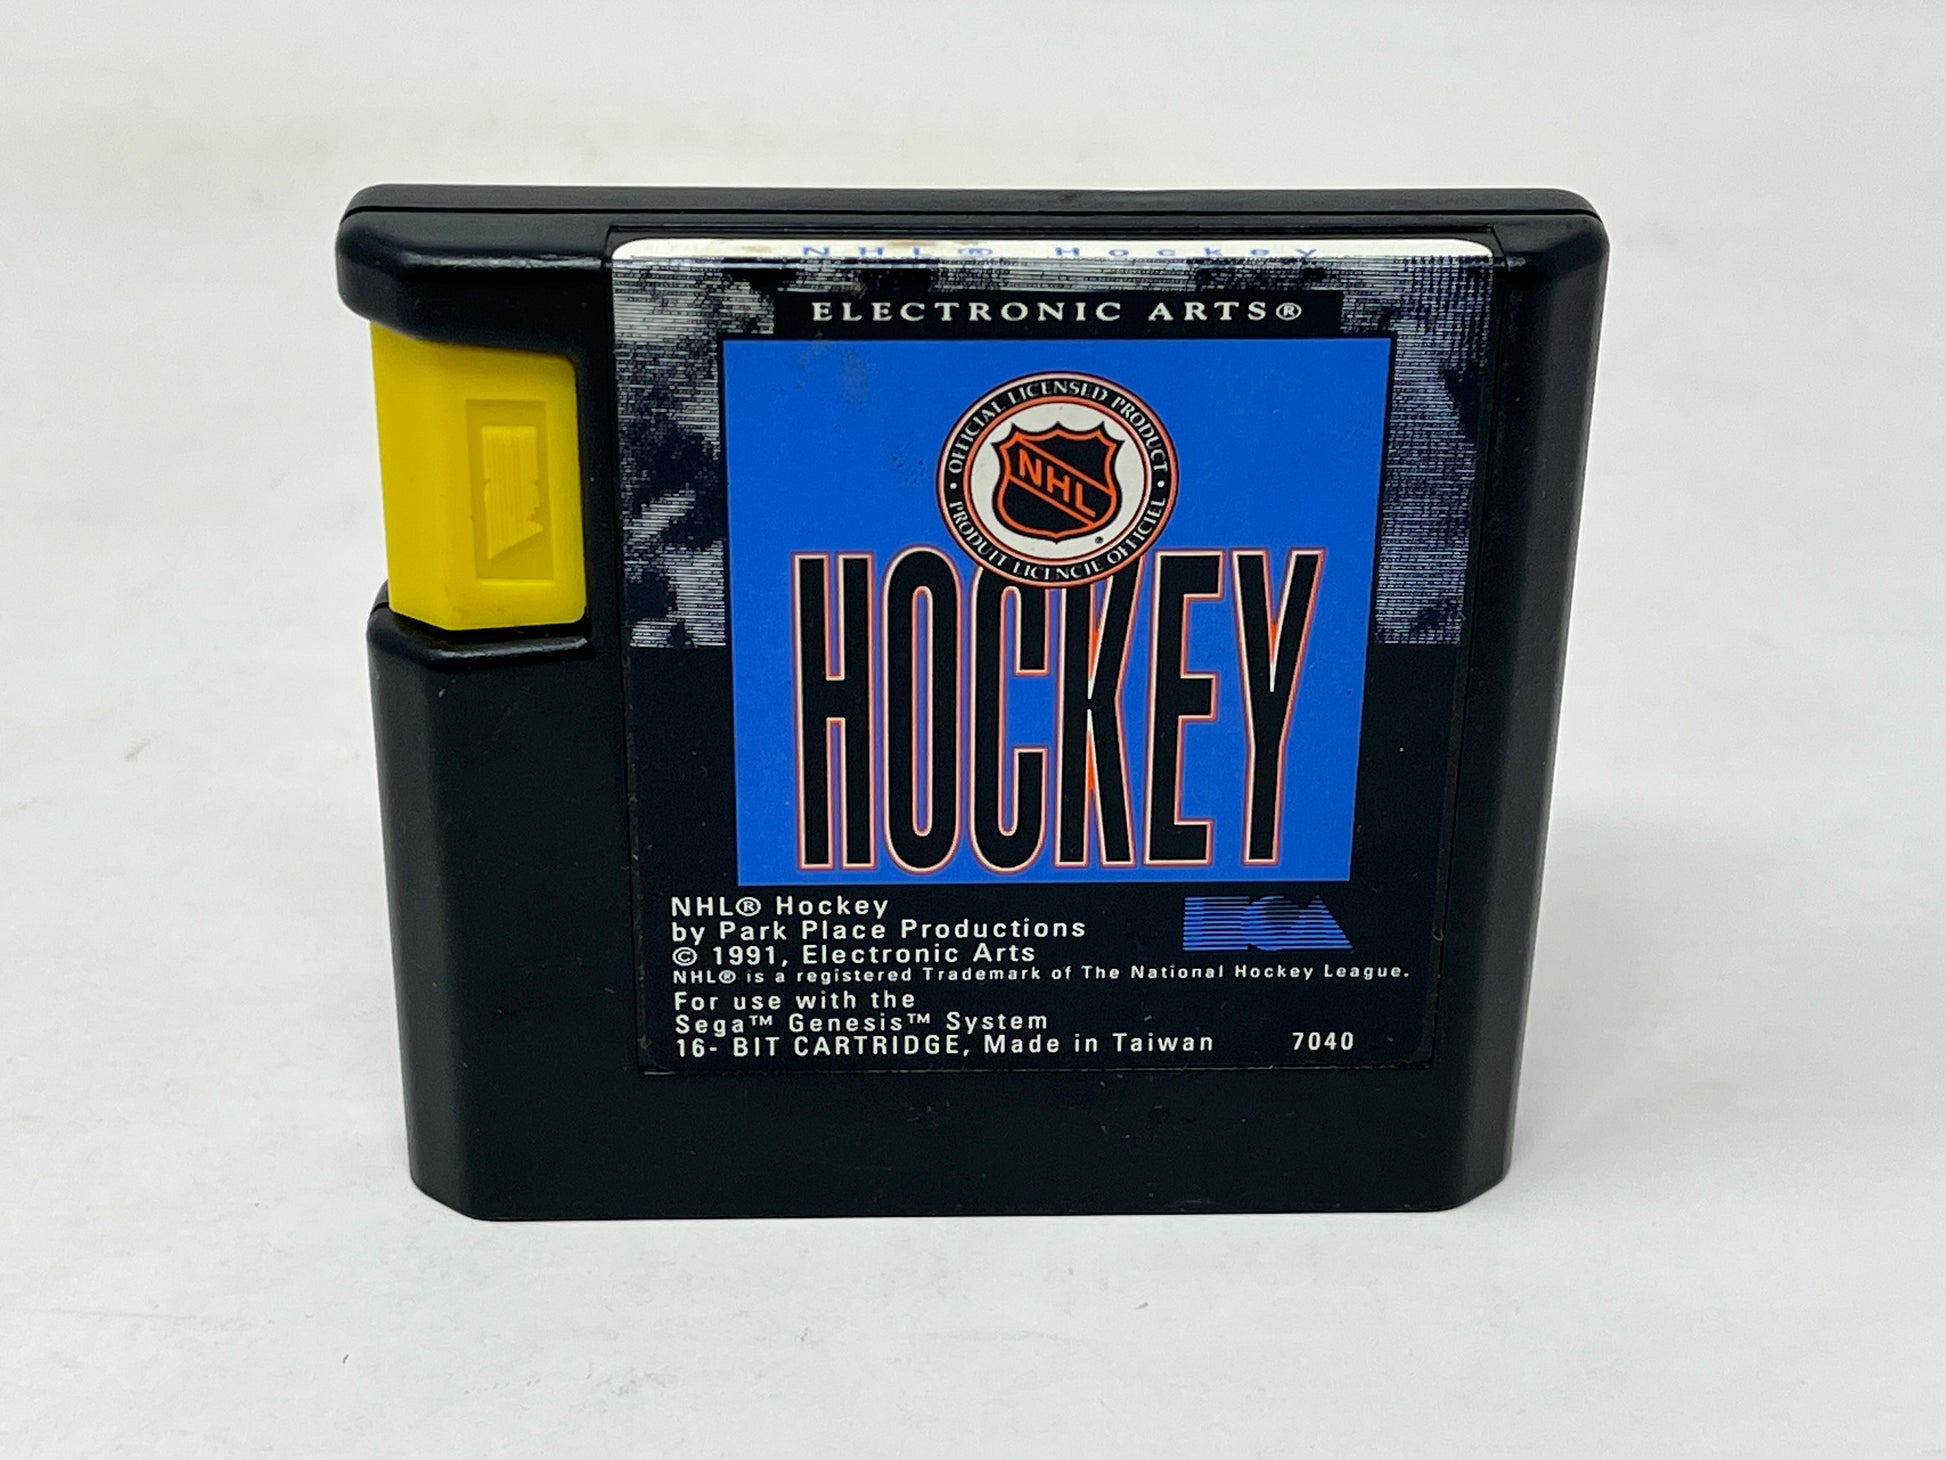 NHL® Hockey
ELECTRONIC ARTS®
• OFFICIAL LICENSED PRODUCT •
NHL
PRODUIT LICENCIE OFFICIEL
HOCKEY
NHL® Hockey
by Park Place Productions
© 1991, Electronic Arts
NHL® is a registered Trademark of The National Hockey League.
For use with the
Sega™ Genesis™ System
16- BIT CARTRIDGE, Made in Taiwan 7040